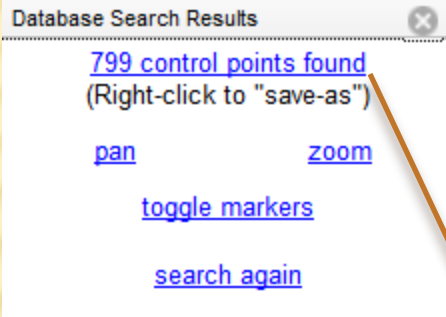 Database Search Results
799 control points found
(Right-click to "save-as")
pan zoom
toggle markers
search again